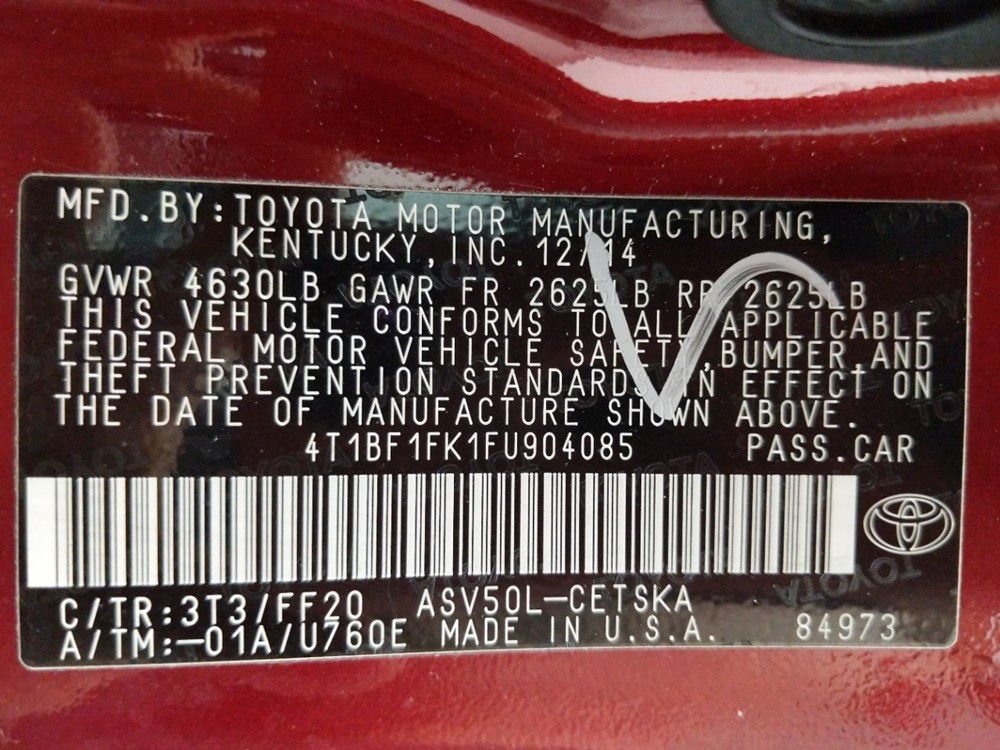 MFD.BY:TOYOTA MOTOR MANUFACTURING,
KENTUCKY, INC. 12/14
GVWR 4630LB GAWR FR 2625LB RR 2625LB
THIS VEHICLE CONFORMS TO ALL APPLICABLE
FEDERAL MOTOR VEHICLE SAFETY,BUMPER,AND
THEFT PREVENTION STANDARDS IN EFFECT ON
THE DATE OF MANUFACTURE SHOWN ABOVE.
4T1BF1FK1FU904085 PASS.CAR
C/TR:3T3/FF20 ASV50L-CETSKA
A/TM:-01A/U760E MADE IN U.S.A. 84973